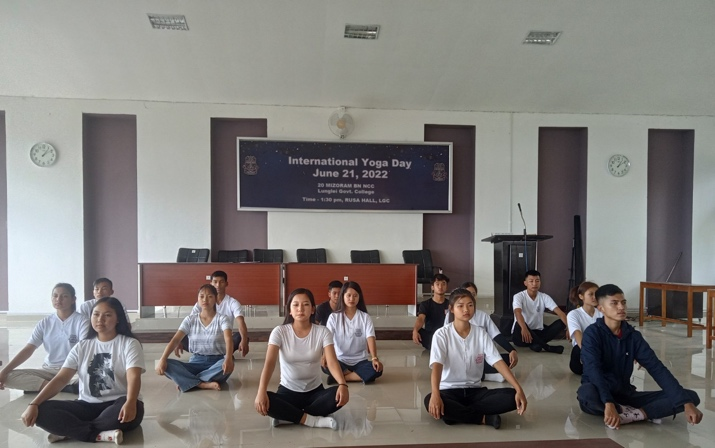 International Yoga Day
June 21, 2022
20 MIZORAM BN NCC
Lunglei Govt. College
Time - 1:30 pm, RUSA HALL, LGC